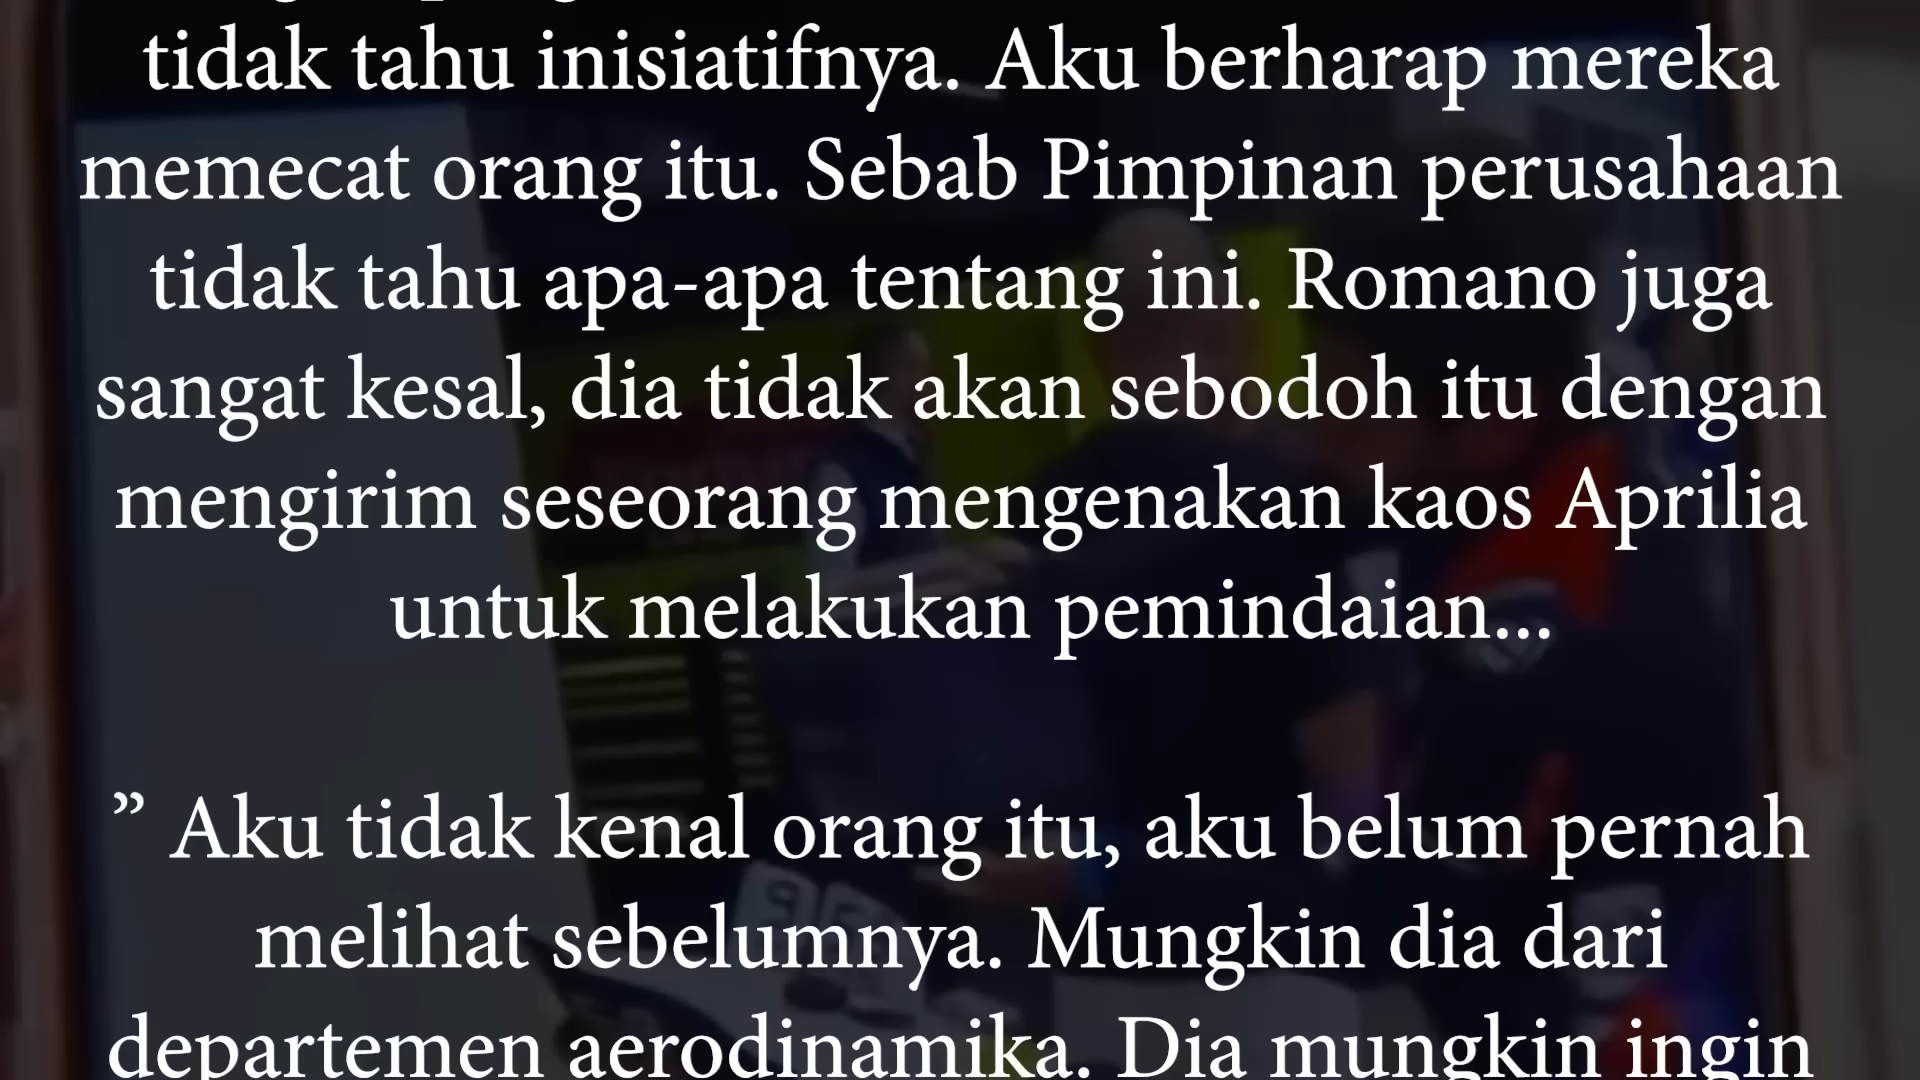 tidak tahu inisiatifnya. Aku berharap mereka
memecat orang itu. Sebab Pimpinan perusahaan
tidak tahu apa-apa tentang ini. Romano juga
sangat kesal, dia tidak akan sebodoh itu dengan
mengirim seseorang mengenakan kaos Aprilia
untuk melakukan pemindaian...
” Aku tidak kenal orang itu, aku belum pernah
melihat sebelumnya. Mungkin dia dari
departemen aerodinamika. Dia mungkin ingin